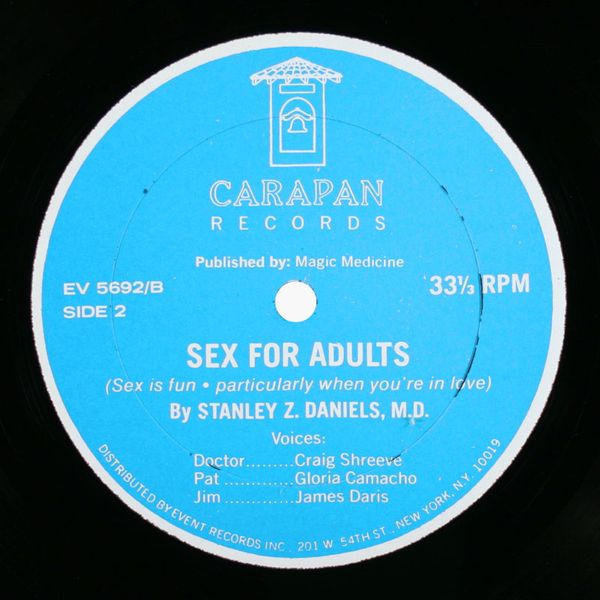 CARAPAN
RECORDS
Published by: Magic Medicine
EV 5692/B
SIDE 2
33⅓ RPM
SEX FOR ADULTS
(Sex is fun • particularly when you're in love)
By STANLEY Z. DANIELS, M.D.
Voices:
Doctor.........Craig Shreeve
Pat.............Gloria Camacho
Jim.............James Daris
DISTRIBUTED BY EVENT RECORDS INC., 201 W. 54TH ST., NEW YORK, N.Y. 10019